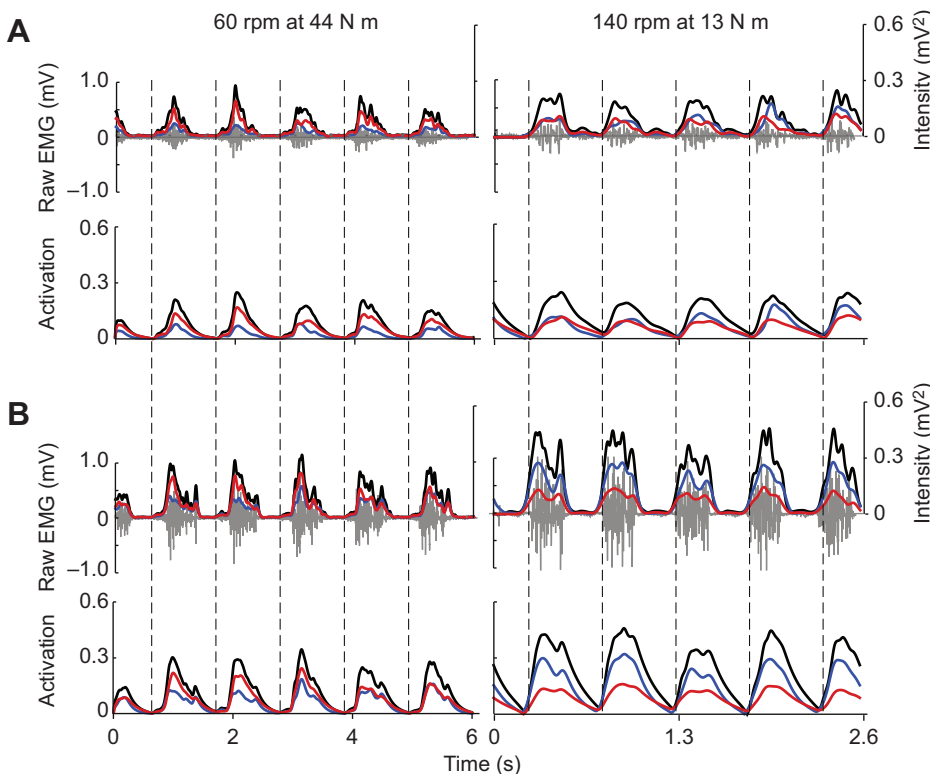 60 rpm at 44 N m
140 rpm at 13 N m
A
Raw EMG (mV)
1.0
0
–1.0
0.6
0.3
0
Intensity (mV2)
Activation
0.6
0.3
0
B
Raw EMG (mV)
1.0
0
–1.0
0.6
0.3
0
Intensity (mV2)
Activation
0.6
0.3
0
0
2
4
6
0
1.3
2.6
Time (s)